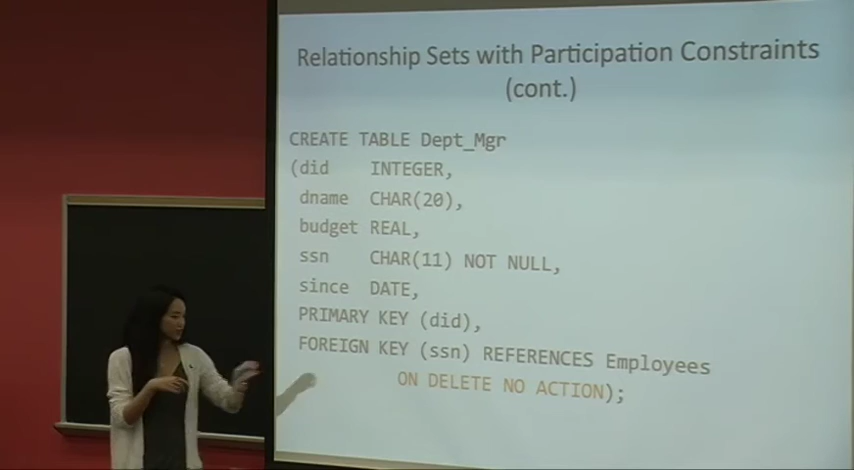 Relationship Sets with Participation Constraints
(cont.)
CREATE TABLE Dept_Mgr
(did INTEGER,
dname CHAR(20),
budget REAL,
ssn CHAR(11) NOT NULL,
since DATE,
PRIMARY KEY (did),
FOREIGN KEY (ssn) REFERENCES Employees
ON DELETE NO ACTION);